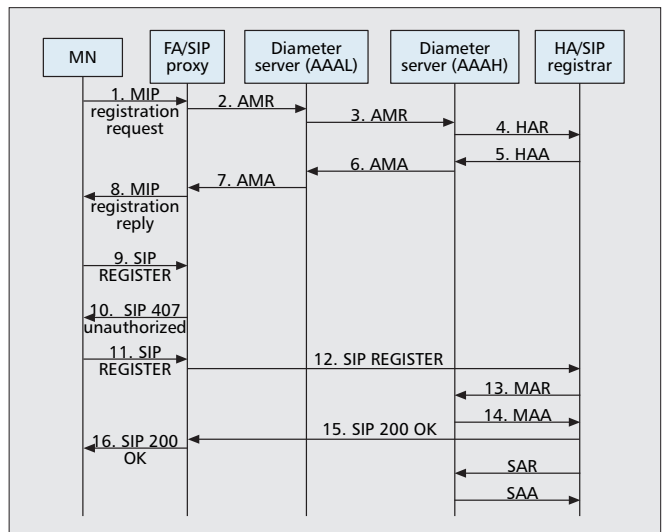 MN
FA/SIP
proxy
Diameter
server (AAAL)
Diameter
server (AAAH)
HA/SIP
registrar
1. MIP
registration
request
2. AMR
3. AMR
4. HAR
5. HAA
6. AMA
7. AMA
8. MIP
registration
reply
9. SIP
REGISTER
10. SIP 407
unauthorized
11. SIP
REGISTER
12. SIP REGISTER
13. MAR
14. MAA
15. SIP 200 OK
16. SIP 200
OK
SAR
SAA